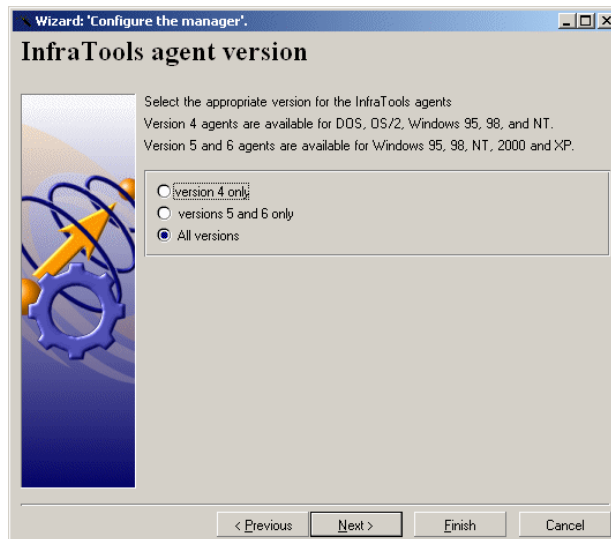 Wizard: 'Configure the manager'.
InfraTools agent version
Select the appropriate version for the InfraTools agents
Version 4 agents are available for DOS, OS/2, Windows 95, 98, and NT.
Version 5 and 6 agents are available for Windows 95, 98, NT, 2000 and XP.
version 4 only
versions 5 and 6 only
All versions
< Previous
Next >
Finish
Cancel